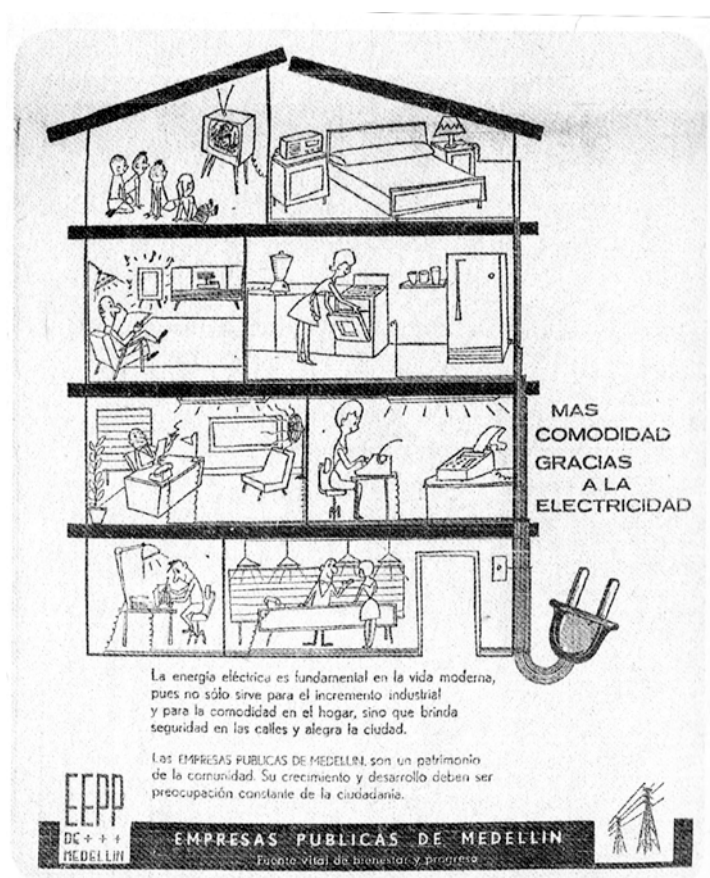 MAS
COMODIDAD
GRACIAS
A LA
ELECTRICIDAD
La energía eléctrica es fundamental en la vida moderna,
pues no sólo sirve para el incremento industrial
y para la comodidad en el hogar, sino que brinda
seguridad en las calles y alegra la ciudad.
Las EMPRESAS PUBLICAS DE MEDELLIN, son un patrimonio
de la comunidad. Su crecimiento y desarrollo deben ser
preocupación constante de la ciudadanía.
EEPP
DE + + +
MEDELLIN
EMPRESAS PUBLICAS DE MEDELLIN
Fuente vital de bienestar y progreso